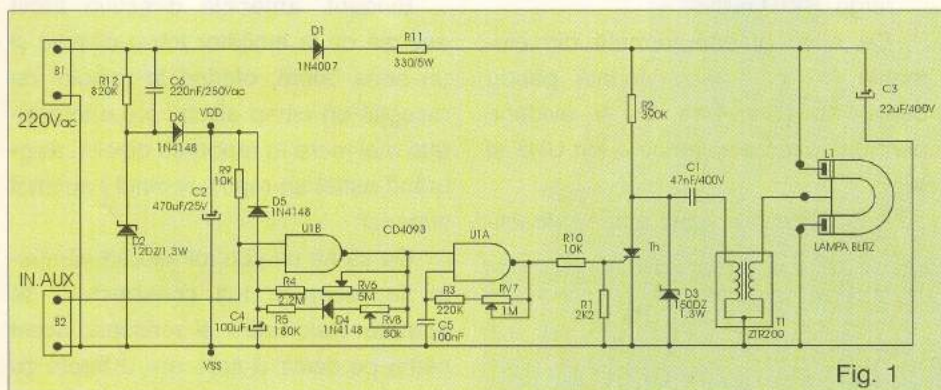 B1
220Vac
R12
820K
C6
220nF/250Vac
D1
1N4007
R11
330/5W
D6
1N4148
VDD
D2
12DZ/1,3W
C2
470uF/25V
R9
10K
D5
1N4148
U1B
CD4093
U1A
R4
2.2M
RV6
5M
R5
180K
D4
1N4148
RV8
50k
C4
100uF
C5
100nF
R3
220K
RV7
1M
R10
10K
R1
2K2
R2
390K
Th
C1
47nF/400V
D3
150DZ
1,3W
T1
ZTR200
L1
LAMPA BLITZ
C3
22uF/400V
IN.AUX
B2
VSS
Fig. 1